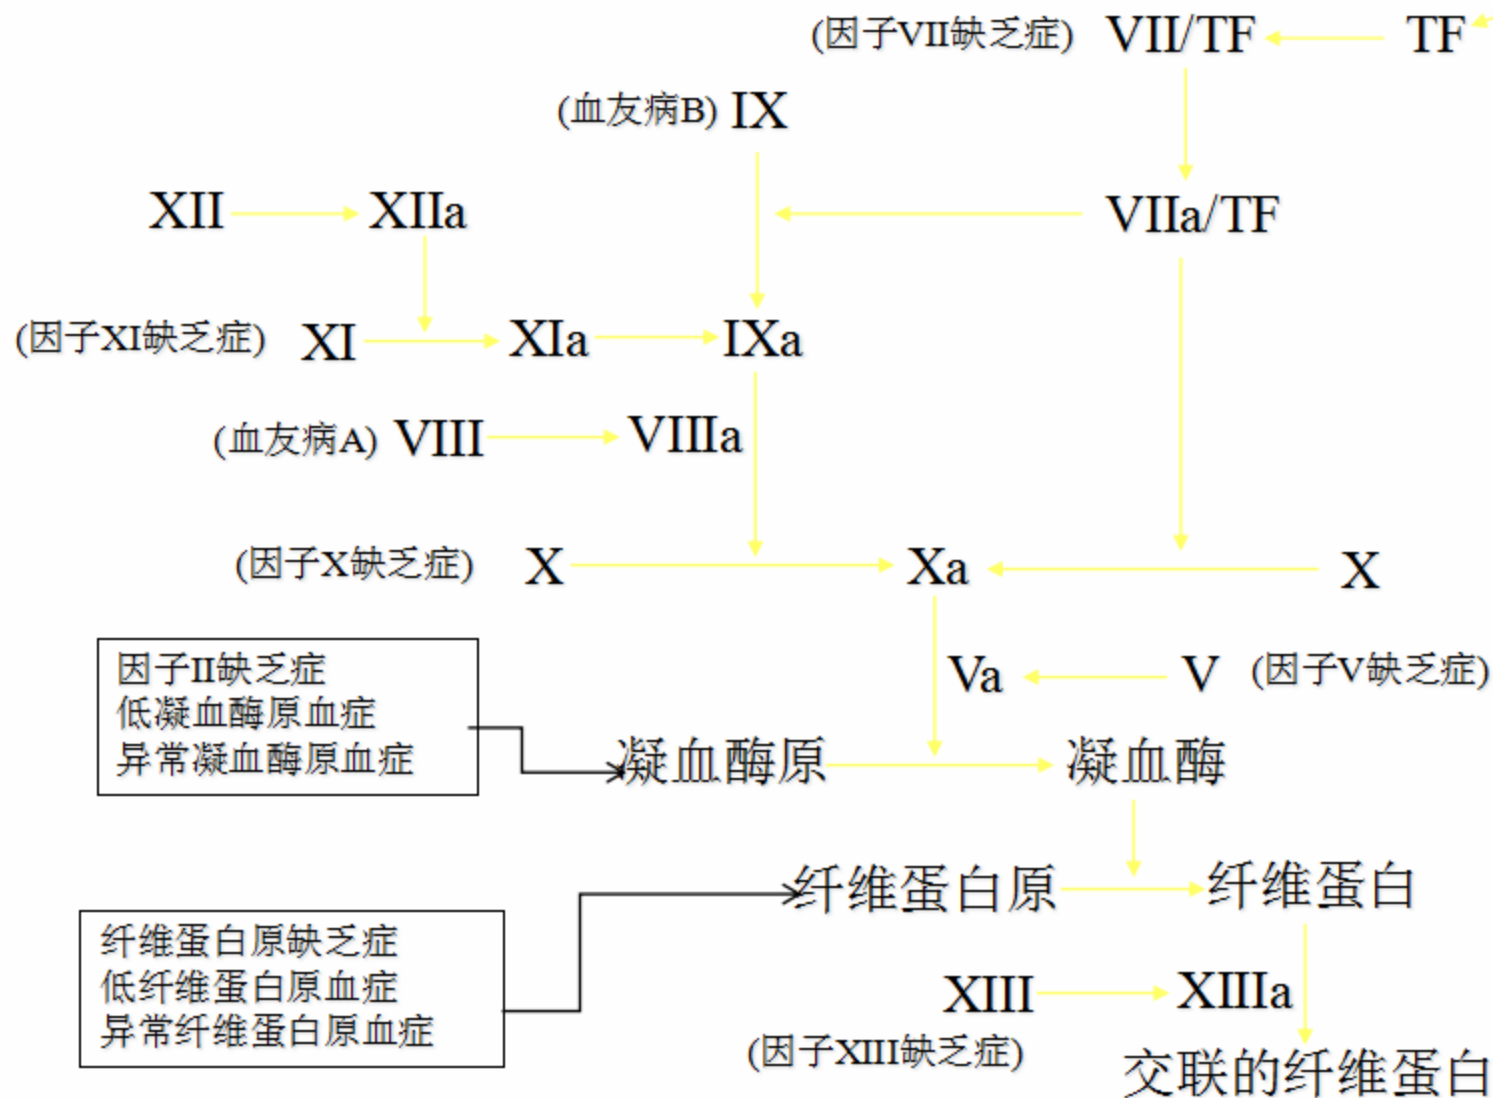 (因子VII缺乏症) VII/TF TF
(血友病B) IX
XII XIIa VIIa/TF
(因子XI缺乏症) XI XIa IXa
(血友病A) VIII VIIIa
(因子X缺乏症) X Xa X
因子II缺乏症
低凝血酶原血症
异常凝血酶原血症
Va V (因子V缺乏症)
凝血酶原 凝血酶
纤维蛋白原 纤维蛋白
纤维蛋白原缺乏症
低纤维蛋白原血症
异常纤维蛋白原血症
XIII XIIIa
(因子XIII缺乏症)
交联的纤维蛋白